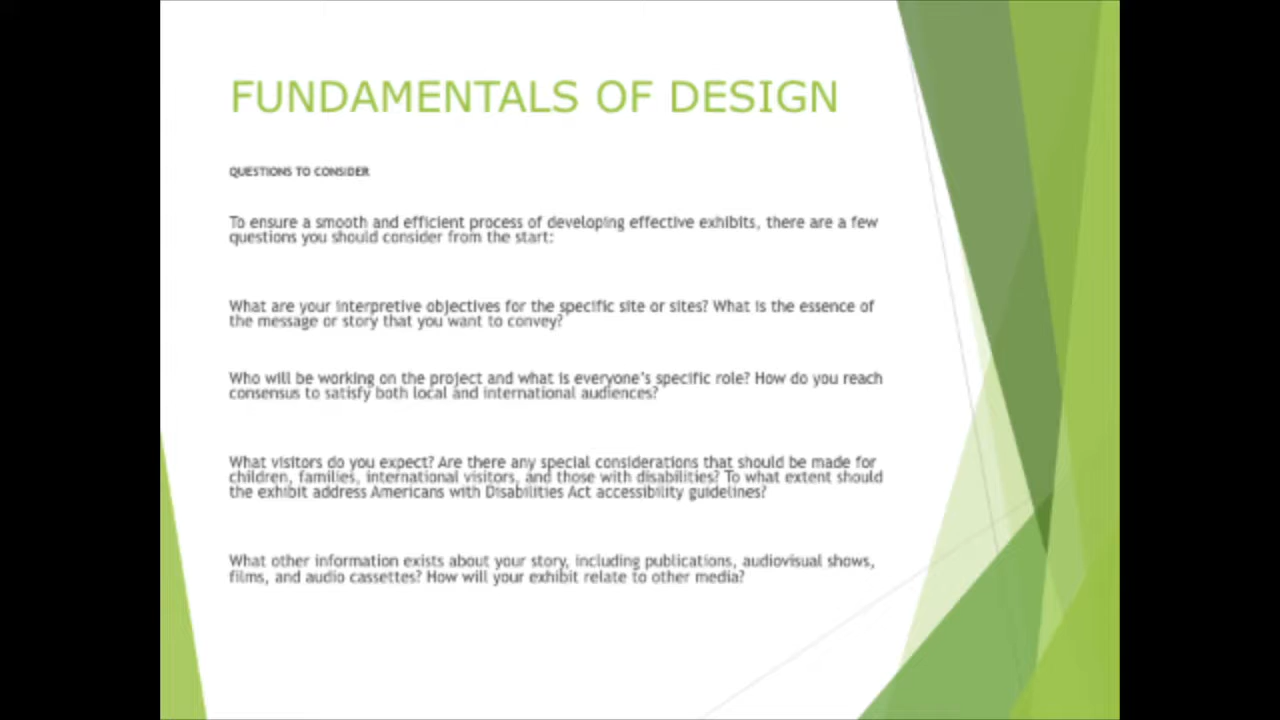 FUNDAMENTALS OF DESIGN
QUESTIONS TO CONSIDER
To ensure a smooth and efficient process of developing effective exhibits, there are a few
questions you should consider from the start:
What are your interpretive objectives for the specific site or sites? What is the essence of
the message or story that you want to convey?
Who will be working on the project and what is everyone's specific role? How do you reach
consensus to satisfy both local and international audiences?
What visitors do you expect? Are there any special considerations that should be made for
children, families, international visitors, and those with disabilities? To what extent should
the exhibit address Americans with Disabilities Act accessibility guidelines?
What other information exists about your story, including publications, audiovisual shows,
films, and audio cassettes? How will your exhibit relate to other media?